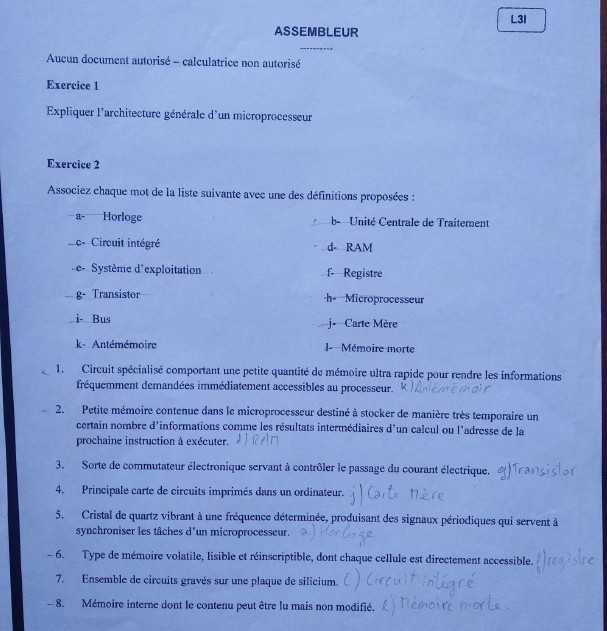 L3I
ASSEMBLEUR
Aucun document autorisé – calculatrice non autorisé
Exercice 1
Expliquer l'architecture générale d'un microprocesseur
Exercice 2
Associez chaque mot de la liste suivante avec une des définitions proposées :
a- Horloge
b- Unité Centrale de Traitement
c- Circuit intégré
d- RAM
e- Système d'exploitation
f- Registre
g- Transistor
h- Microprocesseur
i- Bus
j- Carte Mère
k- Antémémoire
l- Mémoire morte
1. Circuit spécialisé comportant une petite quantité de mémoire ultra rapide pour rendre les informations
fréquemment demandées immédiatement accessibles au processeur. k)Anémémoir
2. Petite mémoire contenue dans le microprocesseur destiné à stocker de manière très temporaire un
certain nombre d'informations comme les résultats intermédiaires d'un calcul ou l'adresse de la
prochaine instruction à exécuter. d) RAM
3. Sorte de commutateur électronique servant à contrôler le passage du courant électrique. g)Transistor
4. Principale carte de circuits imprimés dans un ordinateur. j) Carte Mère
5. Cristal de quartz vibrant à une fréquence déterminée, produisant des signaux périodiques qui servent à
synchroniser les tâches d'un microprocesseur. a) Horloge
6. Type de mémoire volatile, lisible et réinscriptible, dont chaque cellule est directement accessible. f)registre
7. Ensemble de circuits gravés sur une plaque de silicium. c) Circuit intégré
8. Mémoire interne dont le contenu peut être lu mais non modifié. l) Mémoire morte